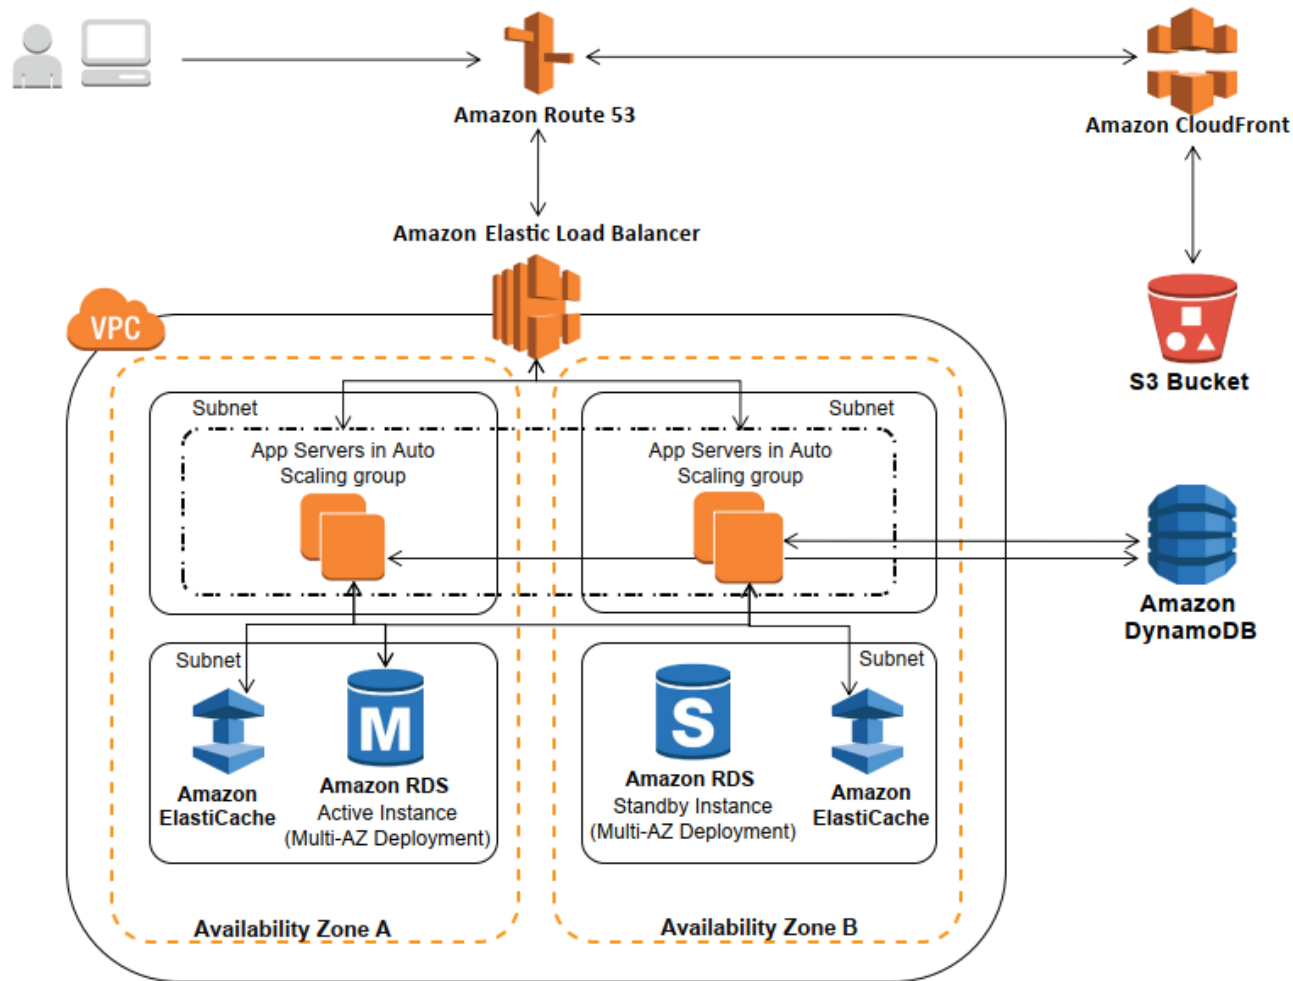 Amazon Route 53
Amazon CloudFront
Amazon Elastic Load Balancer
VPC
S3 Bucket
Subnet
Subnet
App Servers in Auto
Scaling group
App Servers in Auto
Scaling group
Amazon
DynamoDB
Subnet
Subnet
M
S
Amazon
ElastiCache
Amazon RDS
Active Instance
(Multi-AZ Deployment)
Amazon RDS
Standby Instance
(Multi-AZ Deployment)
Amazon
ElastiCache
Availability Zone A
Availability Zone B